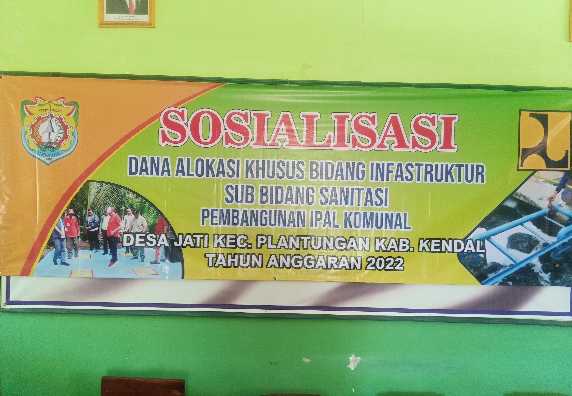 SOSIALISASI
DANA ALOKASI KHUSUS BIDANG INFASTRUKTUR
SUB BIDANG SANITASI
PEMBANGUNAN IPAL KOMUNAL
DESA JATI KEC. PLANTUNGAN KAB. KENDAL
TAHUN ANGGARAN 2022